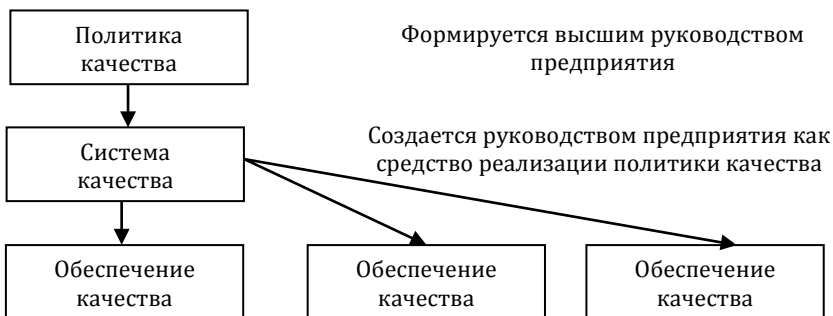 Политика
качества
Формируется высшим руководством
предприятия
Система
качества
Создается руководством предприятия как
средство реализации политики качества
Обеспечение
качества
Обеспечение
качества
Обеспечение
качества